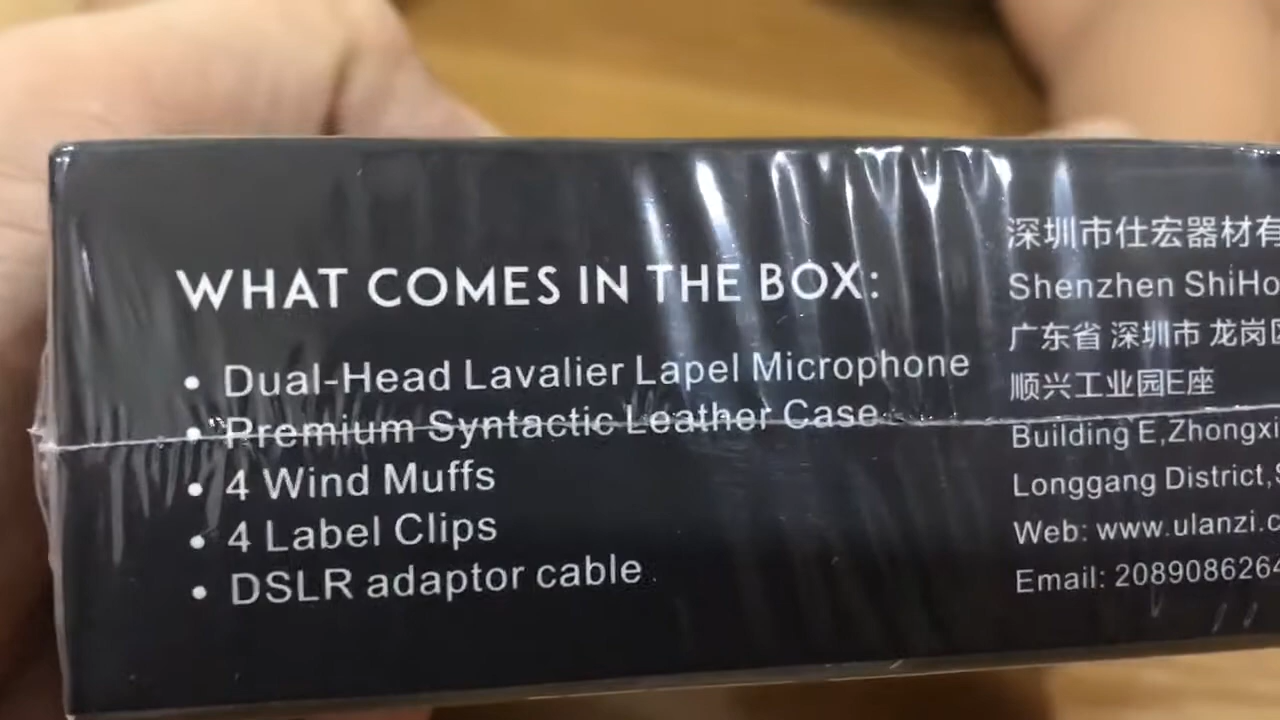 WHAT COMES IN THE BOX:
• Dual-Head Lavalier Lapel Microphone
• Premium Syntactic Leather Case
• 4 Wind Muffs
• 4 Label Clips
• DSLR adaptor cable
深圳市仕宏器材有
Shenzhen ShiHo
广东省 深圳市 龙岗区
顺兴工业园E座
Building E,Zhongxi
Longgang District,S
Web: www.ulanzi.c
Email: 2089086264